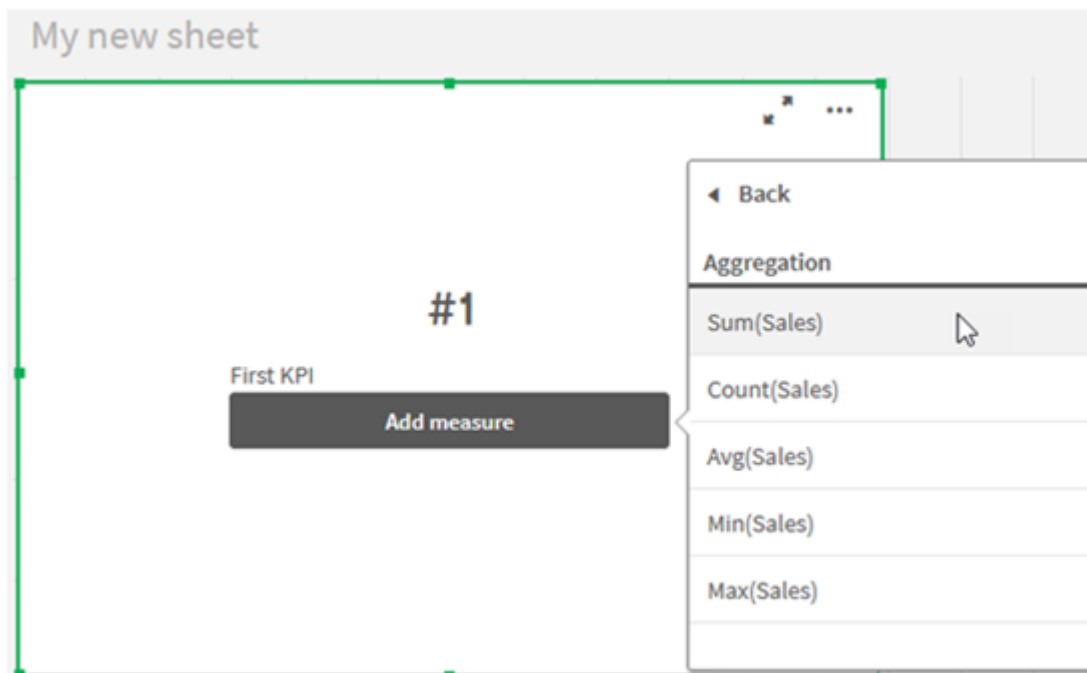 My new sheet
#1
First KPI
Add measure
Back
Aggregation
Sum(Sales)
Count(Sales)
Avg(Sales)
Min(Sales)
Max(Sales)